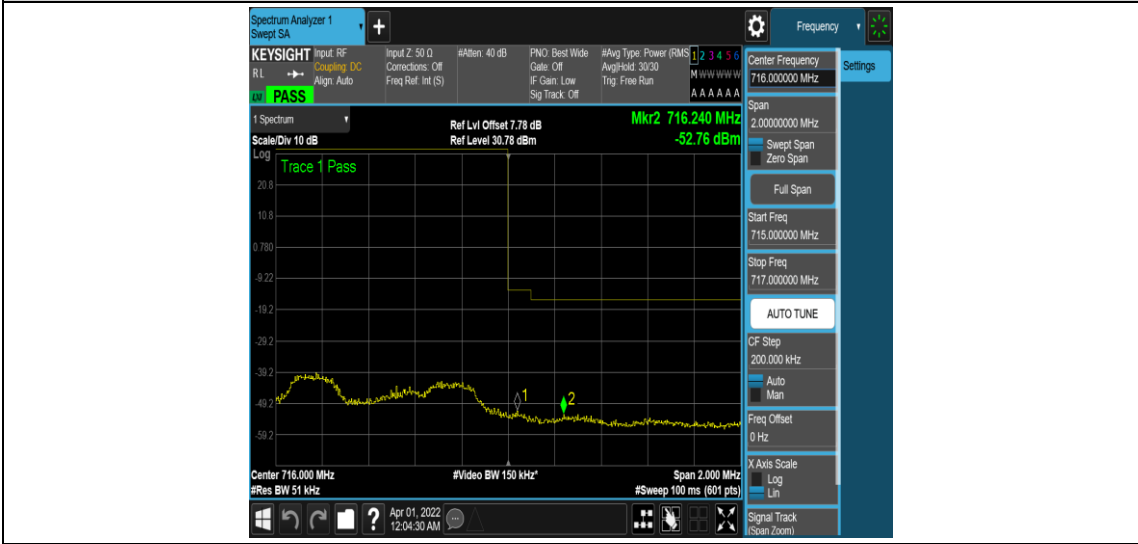 Spectrum Analyzer 1
Swept SA
+
Frequency
KEYSIGHT
RL
PASS
Input: RF
Coupling: DC
Align: Auto
Input Z: 50 Ω
Corrections: Off
Freq Ref: Int (S)
#Atten: 40 dB
PNO: Best Wide
Gate: Off
IF Gain: Low
Sig Track: Off
#Avg Type: Power (RMS
Avg|Hold: 30/30
Trig: Free Run
1 2 3 4 5 6
M W W W W W
A A A A A A
1 Spectrum
Scale/Div 10 dB
Ref Lvl Offset 7.78 dB
Ref Level 30.78 dBm
Mkr2 716.240 MHz
-52.76 dBm
Log
Trace 1 Pass
20.8
10.8
0.780
-9.22
-19.2
-29.2
-39.2
-49.2
-59.2
1
2
Center 716.000 MHz
#Video BW 150 kHz*
Span 2.000 MHz
#Res BW 51 kHz
#Sweep 100 ms (601 pts)
?
Apr 01, 2022
12:04:30 AM
Center Frequency
716.000000 MHz
Settings
Span
2.00000000 MHz
Swept Span
Zero Span
Full Span
Start Freq
715.000000 MHz
Stop Freq
717.000000 MHz
AUTO TUNE
CF Step
200.000 kHz
Auto
Man
Freq Offset
0 Hz
X Axis Scale
Log
Lin
Signal Track
(Span Zoom)